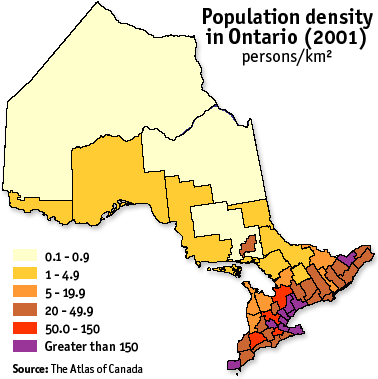 Population density
in Ontario (2001)
persons/km²
0.1 - 0.9
1 - 4.9
5 - 19.9
20 - 49.9
50.0 - 150
Greater than 150
Source: The Atlas of Canada